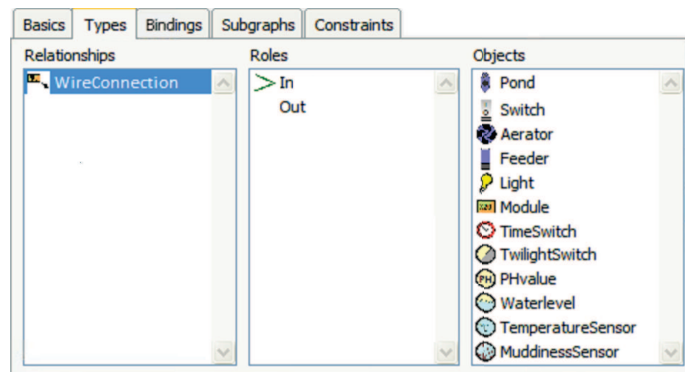 Basics Types Bindings Subgraphs Constraints
Relationships
WireConnection
Roles
In
Out
Objects
Pond
Switch
Aerator
Feeder
Light
Module
TimeSwitch
TwilightSwitch
PH PHvalue
Waterlevel
TemperatureSensor
MuddinessSensor